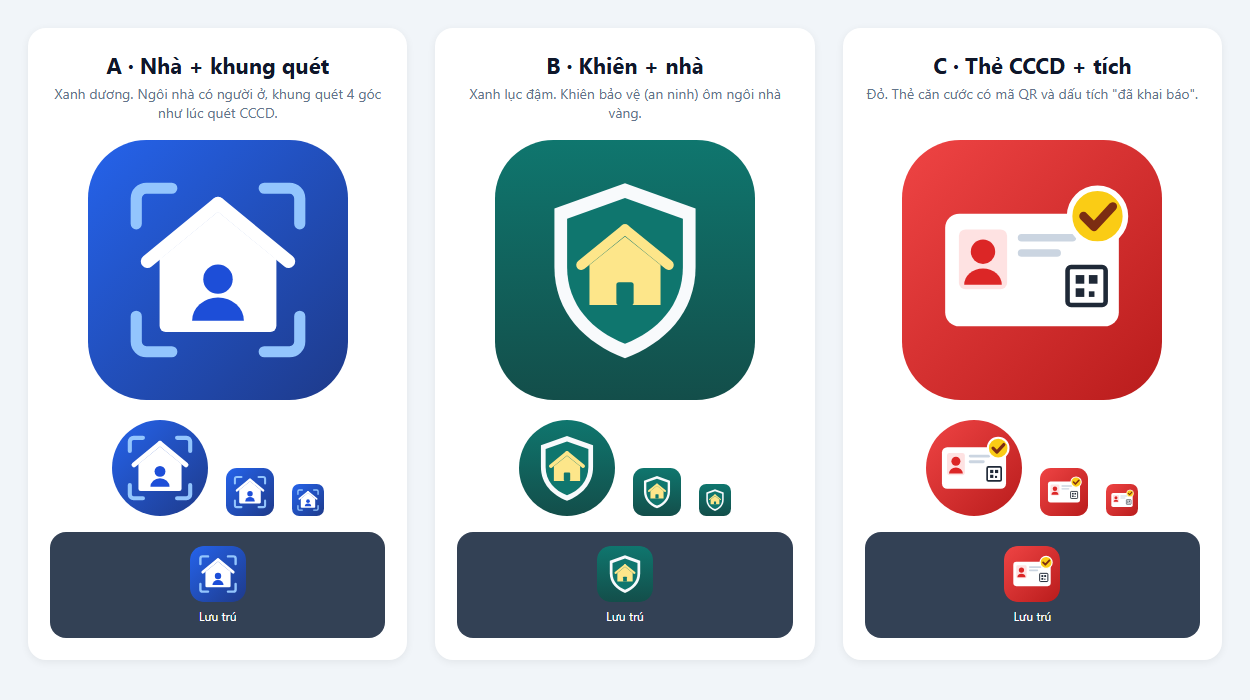 A · Nhà + khung quét
Xanh dương. Ngôi nhà có người ở, khung quét 4 góc
như lúc quét CCCD.
Lưu trú
B · Khiên + nhà
Xanh lục đậm. Khiên bảo vệ (an ninh) ôm ngôi nhà
vàng.
Lưu trú
C · Thẻ CCCD + tích
Đỏ. Thẻ căn cước có mã QR và dấu tích "đã khai báo".
Lưu trú